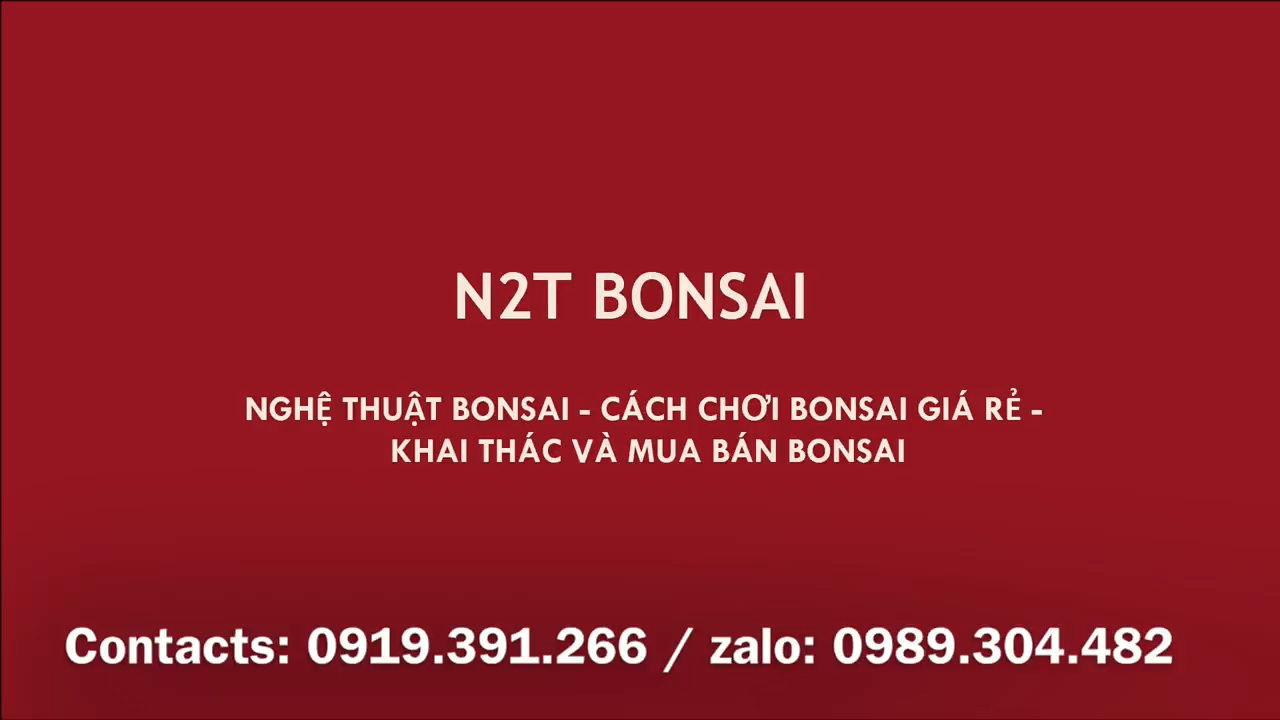 N2T BONSAI
NGHỆ THUẬT BONSAI - CÁCH CHƠI BONSAI GIÁ RẺ -
KHAI THÁC VÀ MUA BÁN BONSAI
Contacts: 0919.391.266 / zalo: 0989.304.482